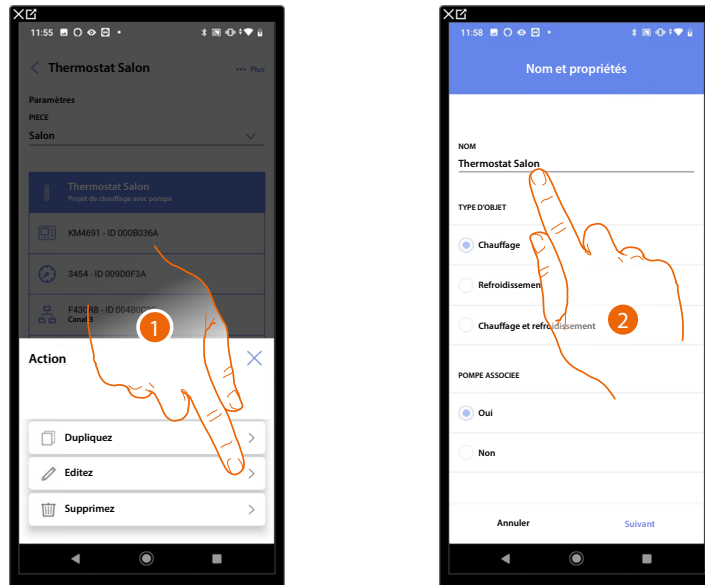 11:55
Thermostat Salon
Plus
Paramètres
PIECE
Salon
Thermostat Salon
Projet de chauffage avec pompe
KM4691 - ID 000B036A
3454 - ID 009D0F3A
F430R8 - ID 004B0
Canal 3
1
Action
Dupliquez
Editez
Supprimez
11:58
Nom et propriétés
NOM
Thermostat Salon
TYPE D'OBJET
Chauffage
Refroidissemen
Chauffage et refroidissement
2
POMPE ASSOCIEE
Oui
Non
Annuler
Suivant